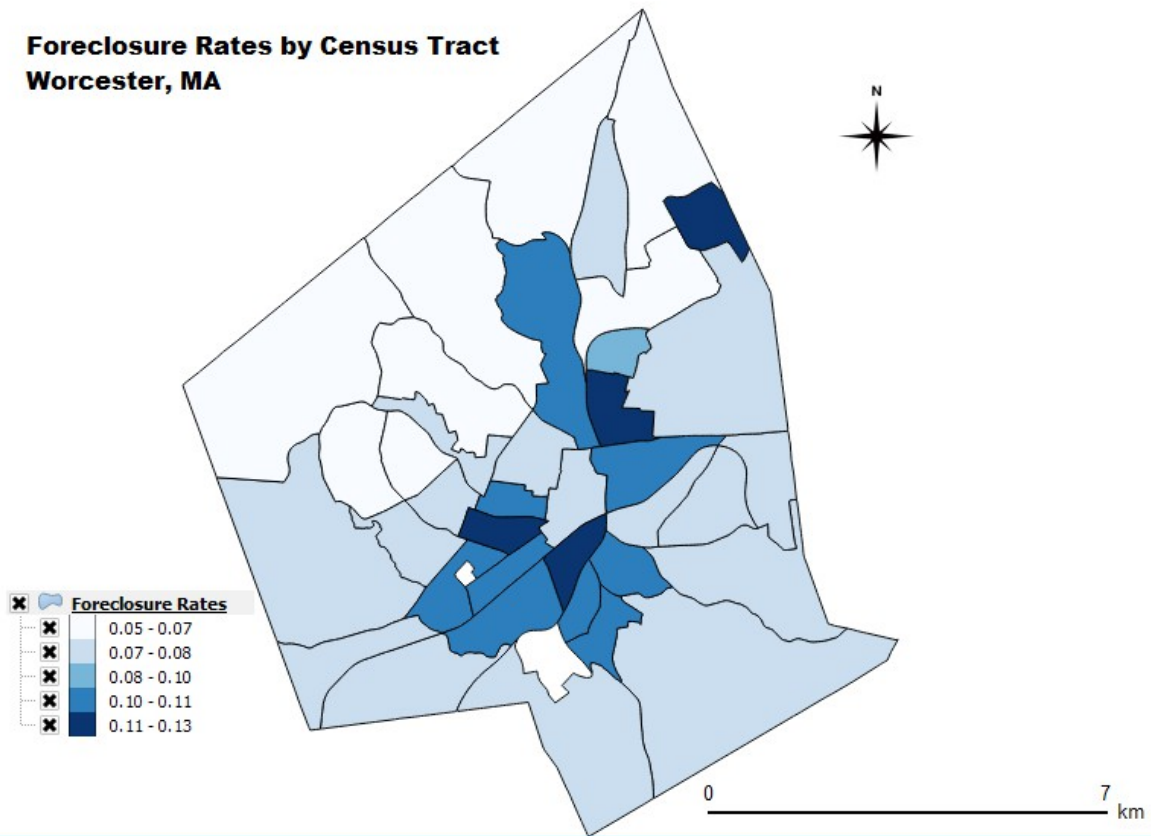 Foreclosure Rates by Census Tract
Worcester, MA
N
Foreclosure Rates
0.05 - 0.07
0.07 - 0.08
0.08 - 0.10
0.10 - 0.11
0.11 - 0.13
0 7
km